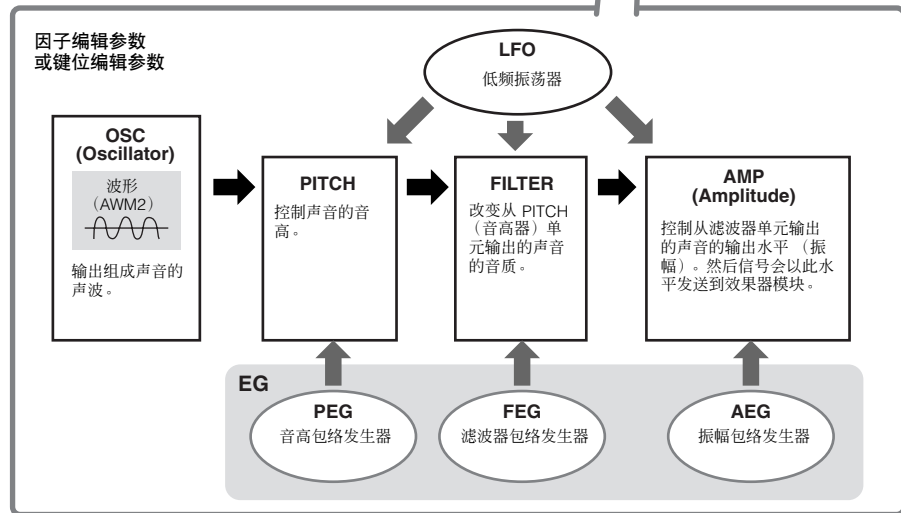 因子编辑参数
或键位编辑参数
LFO
低频振荡器
OSC
(Oscillator)
波形
(AWM2)
输出组成声音的
声波。
PITCH
控制声音的音
高。
FILTER
改变从 PITCH
（音高器）单
元输出的声音
的音质。
AMP
(Amplitude)
控制从滤波器单元输出
的声音的输出水平 （振
幅）。然后信号会以此水
平发送到效果器模块。
EG
PEG
音高包络发生器
FEG
滤波器包络发生器
AEG
振幅包络发生器